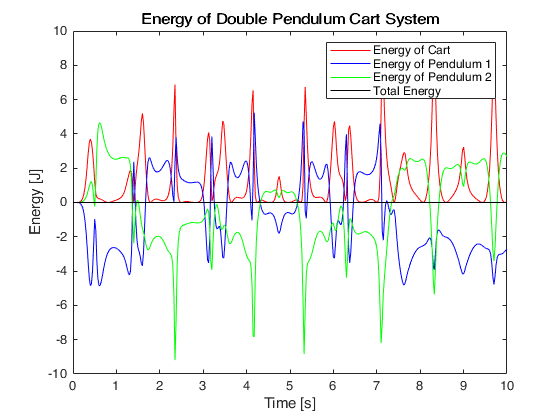 Energy of Double Pendulum Cart System
Energy of Cart
Energy of Pendulum 1
Energy of Pendulum 2
Total Energy
Energy [J]
10
8
6
4
2
0
-2
-4
-6
-8
-10
0 1 2 3 4 5 6 7 8 9 10
Time [s]